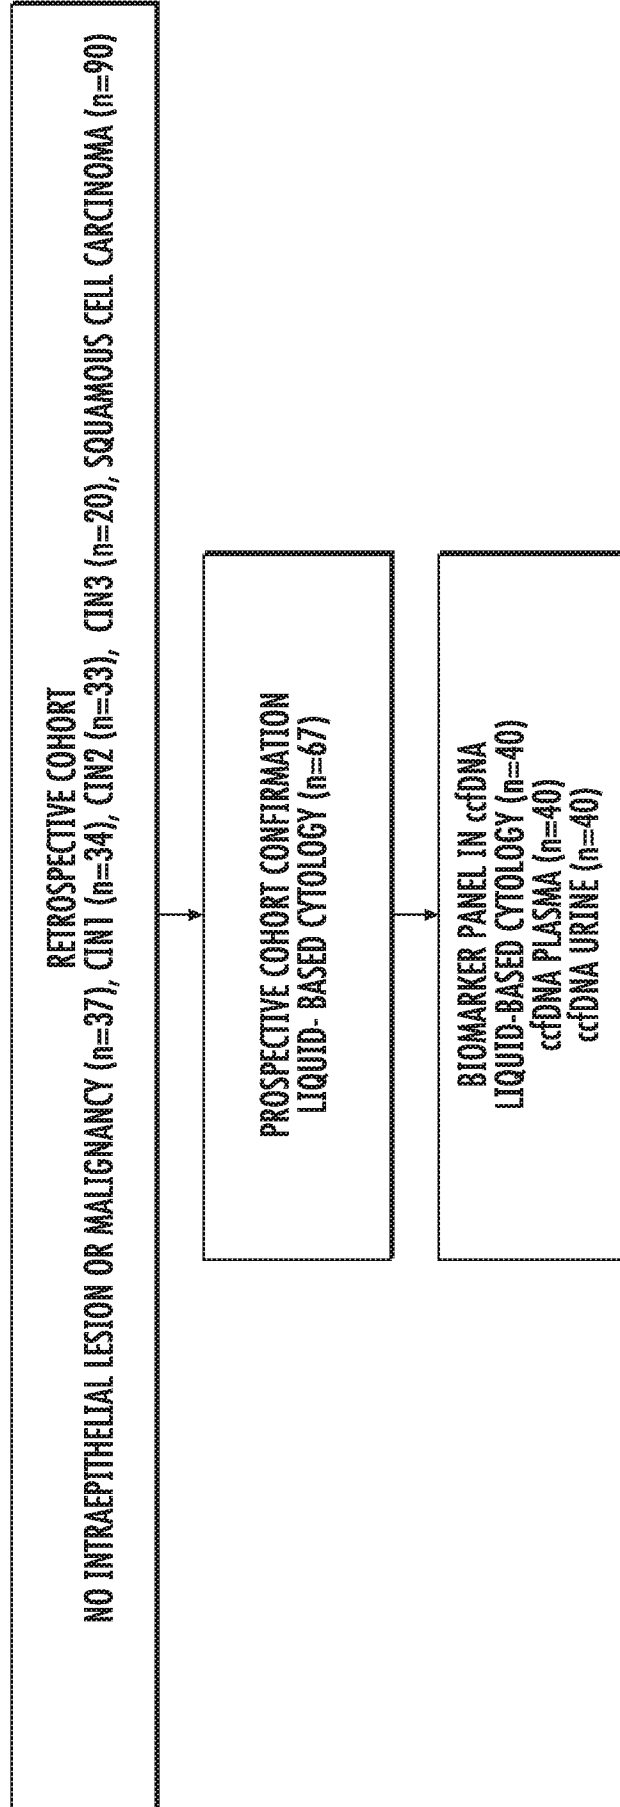 RETROSPECTIVE COHORT
NO INTRAEPITHELIAL LESION OR MALIGNANCY (n=37), CIN1 (n=34), CIN2 (n=33), CIN3 (n=20), SQUAMOUS CELL CARCINOMA (n=90)
PROSPECTIVE COHORT CONFIRMATION
LIQUID- BASED CYTOLOGY (n=67)
BIOMARKER PANEL IN ccfDNA
LIQUID-BASED CYTOLOGY (n=40)
ccfDNA PLASMA (n=40)
ccfDNA URINE (n=40)